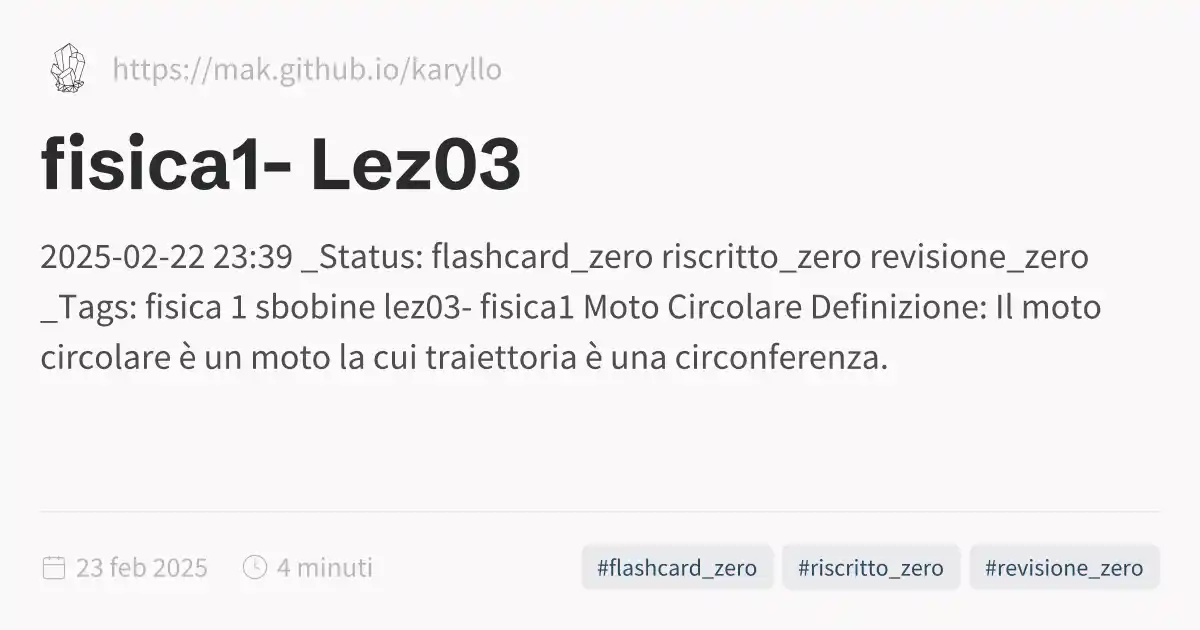 https://mak.github.io/karyllo
fisica1- Lez03
2025-02-22 23:39 _Status: flashcard_zero riscritto_zero revisione_zero
_Tags: fisica 1 sbobine lez03- fisica1 Moto Circolare Definizione: Il moto
circolare è un moto la cui traiettoria è una circonferenza.
23 feb 2025 4 minuti #flashcard_zero #riscritto_zero #revisione_zero